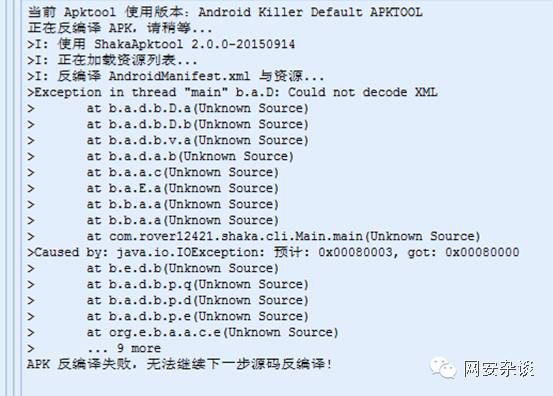 当前 Apktool 使用版本: Android Killer Default APKTOOL
正在反编译 APK, 请稍等...
>I: 使用 ShakaApktool 2.0.0-20150914
>I: 正在加载资源列表...
>I: 反编译 AndroidManifest.xml 与资源...
>Exception in thread "main" b.a.D: Could not decode XML
>      at b.a.d.b.D.a(Unknown Source)
>      at b.a.d.b.D.b(Unknown Source)
>      at b.a.d.b.v.a(Unknown Source)
>      at b.a.d.a.b(Unknown Source)
>      at b.a.a.c(Unknown Source)
>      at b.a.E.a(Unknown Source)
>      at b.b.a.a(Unknown Source)
>      at b.b.a.a(Unknown Source)
>      at com.rover12421.shaka.cli.Main.main(Unknown Source)
>Caused by: java.io.IOException: 预计: 0x00080003, got: 0x00080000
>      at b.e.d.b(Unknown Source)
>      at b.a.d.b.p.q(Unknown Source)
>      at b.a.d.b.p.d(Unknown Source)
>      at b.a.d.b.p.e(Unknown Source)
>      at org.e.b.a.a.c.e(Unknown Source)
>      ... 9 more
APK 反编译失败, 无法继续下一步源码反编译!
网安杂谈